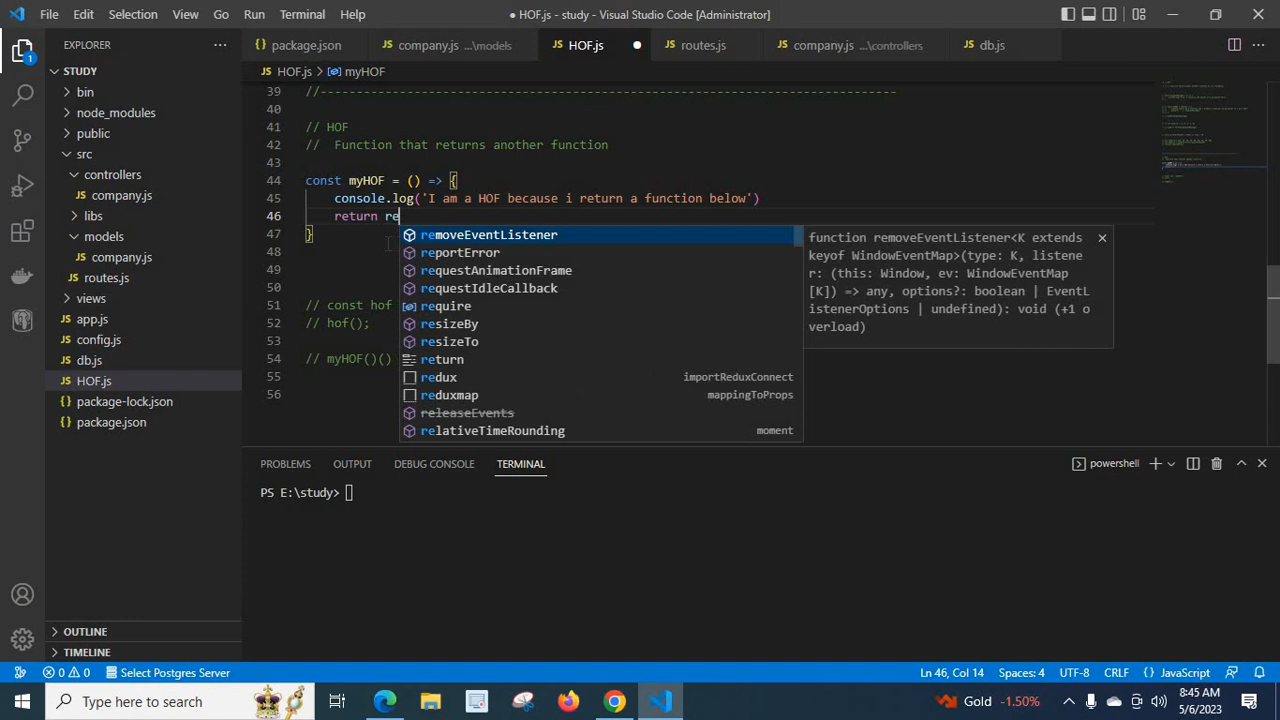 File Edit Selection View Go Run Terminal Help
● HOF.js - study - Visual Studio Code [Administrator]
EXPLORER
package.json
company.js ...\models
HOF.js
routes.js
company.js ...\controllers
db.js
HOF.js > myHOF
1
STUDY
bin
node_modules
public
src
controllers
company.js
libs
models
company.js
routes.js
views
app.js
config.js
db.js
HOF.js
package-lock.json
package.json
OUTLINE
TIMELINE
39 //--------------------------------------------------------------------------------
40
41 // HOF
42 //  Function that returns another function
43
44 const myHOF = () => {
45 console.log('I am a HOF because i return a function below')
46 return re
47 }
48
49
50
51 // const hof
52 // hof();
53
54 // myHOF()()
55
56
removeEventListener
reportError
requestAnimationFrame
requestIdleCallback
require
resizeBy
resizeTo
return
redux importReduxConnect
reduxmap mappingToProps
releaseEvents
relativeTimeRounding moment
function removeEventListener<K extends
keyof WindowEventMap>(type: K, listene
r: (this: Window, ev: WindowEventMap
[K]) => any, options?: boolean | EventL
istenerOptions | undefined): void (+1 o
verload)
PROBLEMS OUTPUT DEBUG CONSOLE TERMINAL
powershell
PS E:\study>
0 0 Select Postgres Server
Ln 46, Col 14 Spaces: 4 UTF-8 CRLF {} JavaScript
Type here to search
Gold -1.50%
8:45 AM
5/6/2023